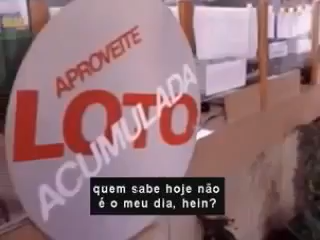 APROVEITE
LOTO
ACUMULADA
quem sabe hoje não
é o meu dia, hein?